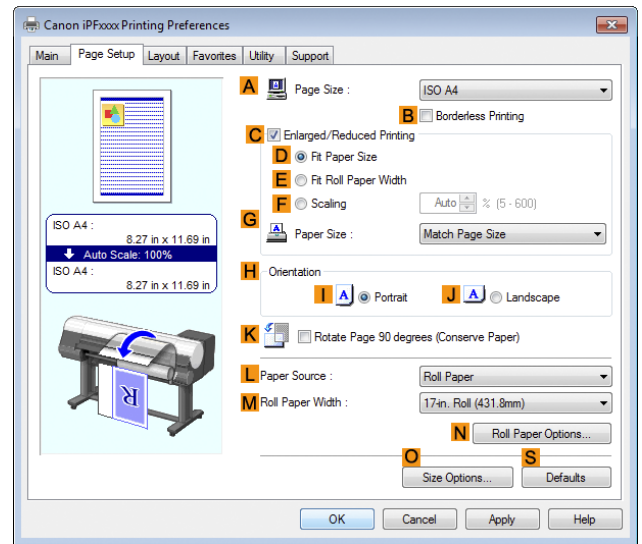 Canon iPFxxxx Printing Preferences
Main Page Setup Layout Favorites Utility Support
A Page Size : ISO A4
B Borderless Printing
C Enlarged/Reduced Printing
D Fit Paper Size
E Fit Roll Paper Width
F Scaling Auto % (5 - 600)
G Paper Size : Match Page Size
ISO A4 :
8.27 in x 11.69 in
Auto Scale: 100%
ISO A4 :
8.27 in x 11.69 in
H Orientation
I A Portrait J A Landscape
K Rotate Page 90 degrees (Conserve Paper)
R
L Paper Source : Roll Paper
M Roll Paper Width : 17-in. Roll (431.8mm)
N Roll Paper Options...
O S
Size Options... Defaults
OK Cancel Apply Help